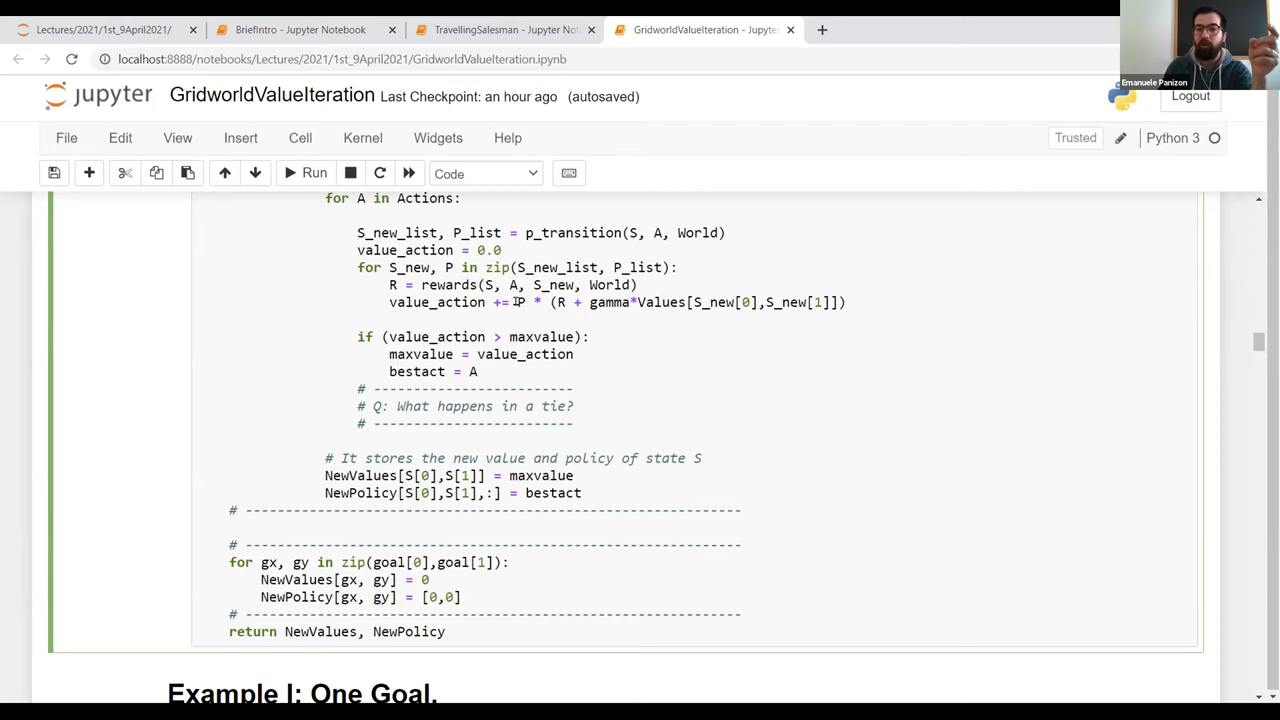 Lectures/2021/1st_9April2021/
BriefIntro - Jupyter Notebook
TravellingSalesman - Jupyter Not
GridworldValueIteration - Jupyte
localhost:8888/notebooks/Lectures/2021/1st_9April2021/GridworldValueIteration.ipynb
Emanuele Panizon
jupyter GridworldValueIteration Last Checkpoint: an hour ago (autosaved)
Logout
File Edit View Insert Cell Kernel Widgets Help
Trusted Python 3
Run Code
for A in Actions:
S_new_list, P_list = p_transition(S, A, World)
value_action = 0.0
for S_new, P in zip(S_new_list, P_list):
R = rewards(S, A, S_new, World)
value_action += P * (R + gamma*Values[S_new[0],S_new[1]])
if (value_action > maxvalue):
maxvalue = value_action
bestact = A
# -------------------------
# Q: What happens in a tie?
# -------------------------
# It stores the new value and policy of state S
NewValues[S[0],S[1]] = maxvalue
NewPolicy[S[0],S[1],:] = bestact
# --------------------------------------------------------------
# --------------------------------------------------------------
for gx, gy in zip(goal[0],goal[1]):
NewValues[gx, gy] = 0
NewPolicy[gx, gy] = [0,0]
# --------------------------------------------------------------
return NewValues, NewPolicy
Example I: One Goal.